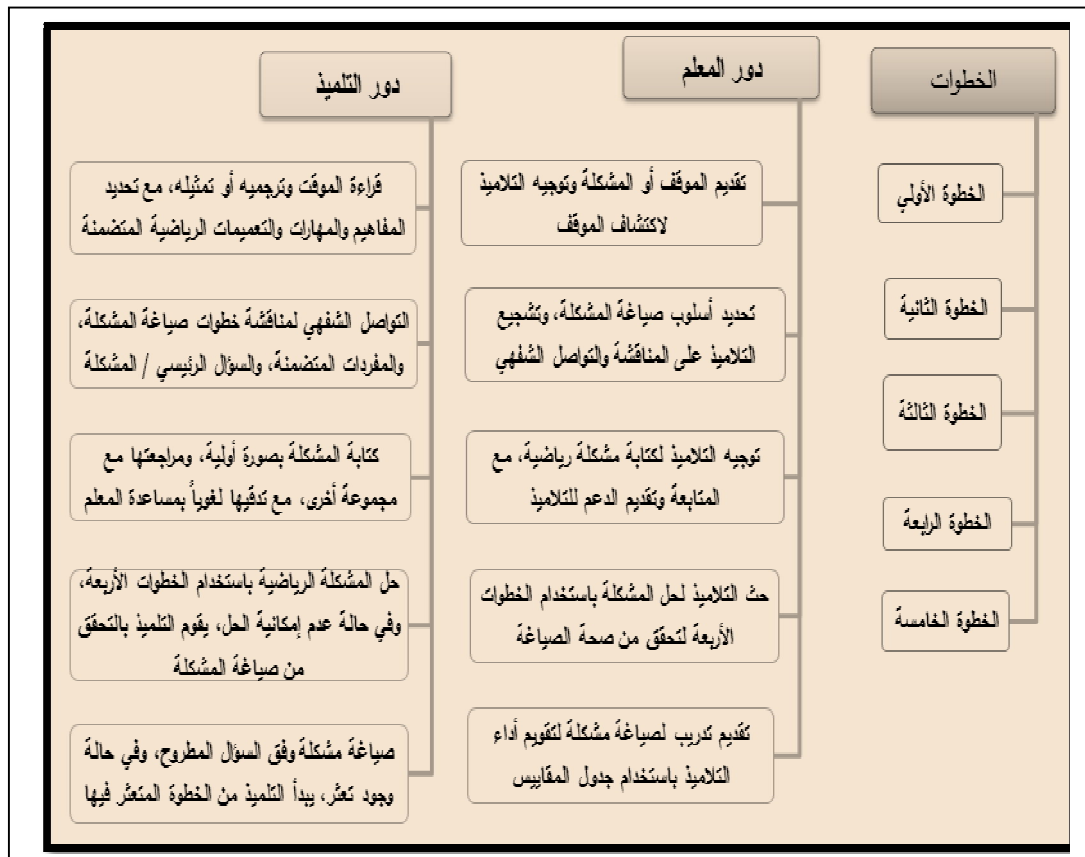 الخطوات
الخطوة الأولي
الخطوة الثانية
الخطوة الثالثة
الخطوة الرابعة
الخطوة الخامسة
دور المعلم
تقديم الموقف أو المشكلة وتوجيه التلاميذ
لاكتشاف الموقف
تحديد أسلوب صياغة المشكلة، وتشجيع
التلاميذ على المناقشة والتواصل الشفهي
توجيه التلاميذ لكتابة مشكلة رياضية، مع
المتابعة وتقديم الدعم للتلاميذ
حث التلاميذ لحل المشكلة باستخدام الخطوات
الأربعة لتحقق من صحة الصياغة
تقديم تدريب لصياغة مشكلة لتقويم أداء
التلاميذ باستخدام جدول المقاييس
دور التلميذ
قراءة الموقت وترجميه أو تمثيله، مع تحديد
المفاهيم والمهارات والتعميمات الرياضية المتضمنة
التواصل الشفهي لمناقشة خطوات صياغة المشكلة،
والمفردات المتضمنة، والسؤال الرئيسي / المشكلة
كتابة المشكلة بصورة أولية، ومراجعتها مع
مجموعة أخرى، مع تدقيها لغوياً بمساعدة المعلم
حل المشكلة الرياضية باستخدام الخطوات الأربعة،
وفي حالة عدم إمكانية الحل، يقوم التلميذ بالتحقق
من صياغة المشكلة
صياغة مشكلة وفق السؤال المطروح، وفي حالة
وجود تعثر، يبدأ التلميذ من الخطوة المتعثر فيها